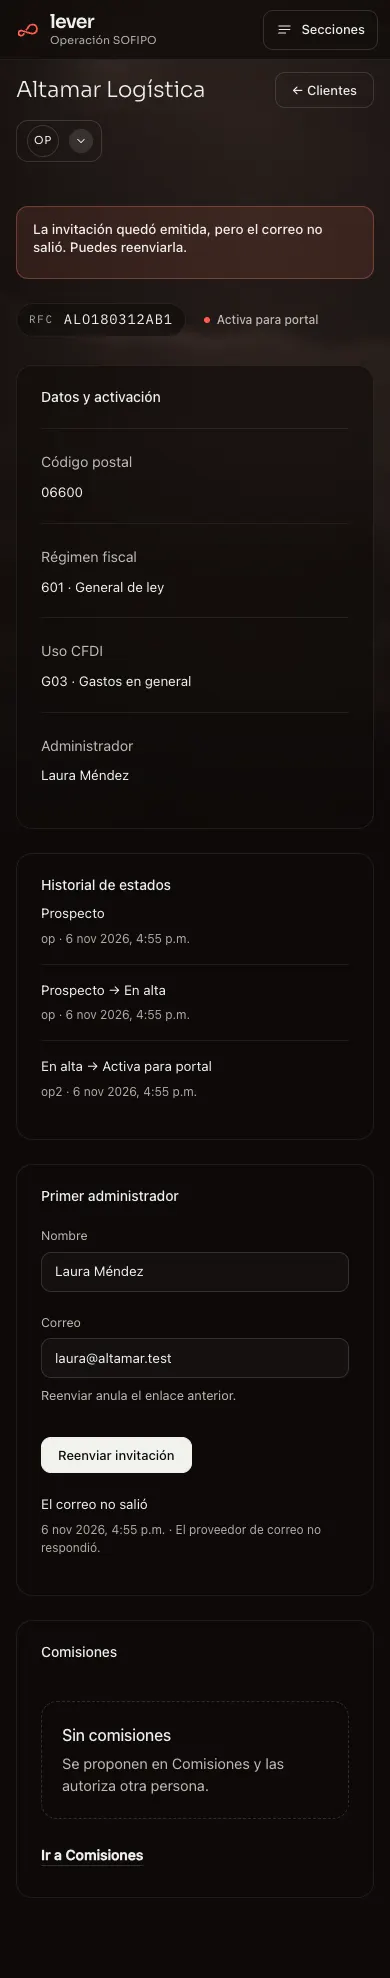 lever
Operación SOFIPO
Secciones
Altamar Logística
← Clientes
OP
La invitación quedó emitida, pero el correo no
salió. Puedes reenviarla.
RFC ALO180312AB1
Activa para portal
Datos y activación
Código postal
06600
Régimen fiscal
601 · General de ley
Uso CFDI
G03 · Gastos en general
Administrador
Laura Méndez
Historial de estados
Prospecto
op · 6 nov 2026, 4:55 p.m.
Prospecto → En alta
op · 6 nov 2026, 4:55 p.m.
En alta → Activa para portal
op2 · 6 nov 2026, 4:55 p.m.
Primer administrador
Nombre
Laura Méndez
Correo
laura@altamar.test
Reenviar anula el enlace anterior.
Reenviar invitación
El correo no salió
6 nov 2026, 4:55 p.m. · El proveedor de correo no
respondió.
Comisiones
Sin comisiones
Se proponen en Comisiones y las
autoriza otra persona.
Ir a Comisiones